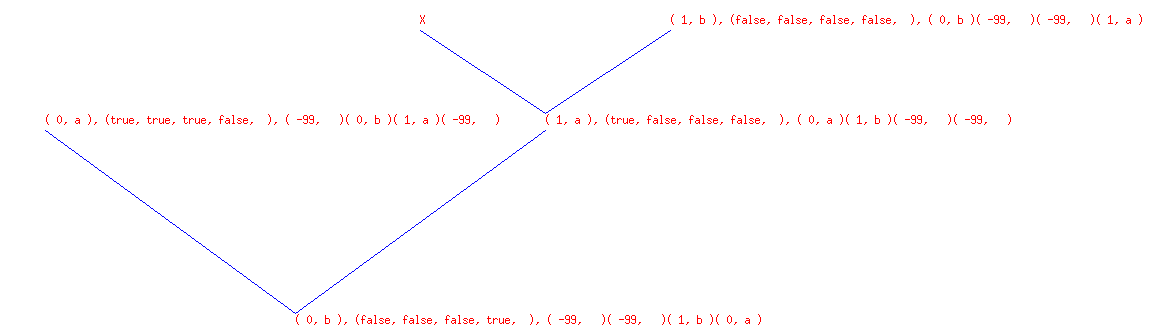 X
( 1, b ), (false, false, false, false,  ), ( 0, b )( -99,   )( -99,   )( 1, a )
( 0, a ), (true, true, true, false,  ), ( -99,   )( 0, b )( 1, a )( -99,   )
( 1, a ), (true, false, false, false,  ), ( 0, a )( 1, b )( -99,   )( -99,   )
( 0, b ), (false, false, false, true,  ), ( -99,   )( -99,   )( 1, b )( 0, a )